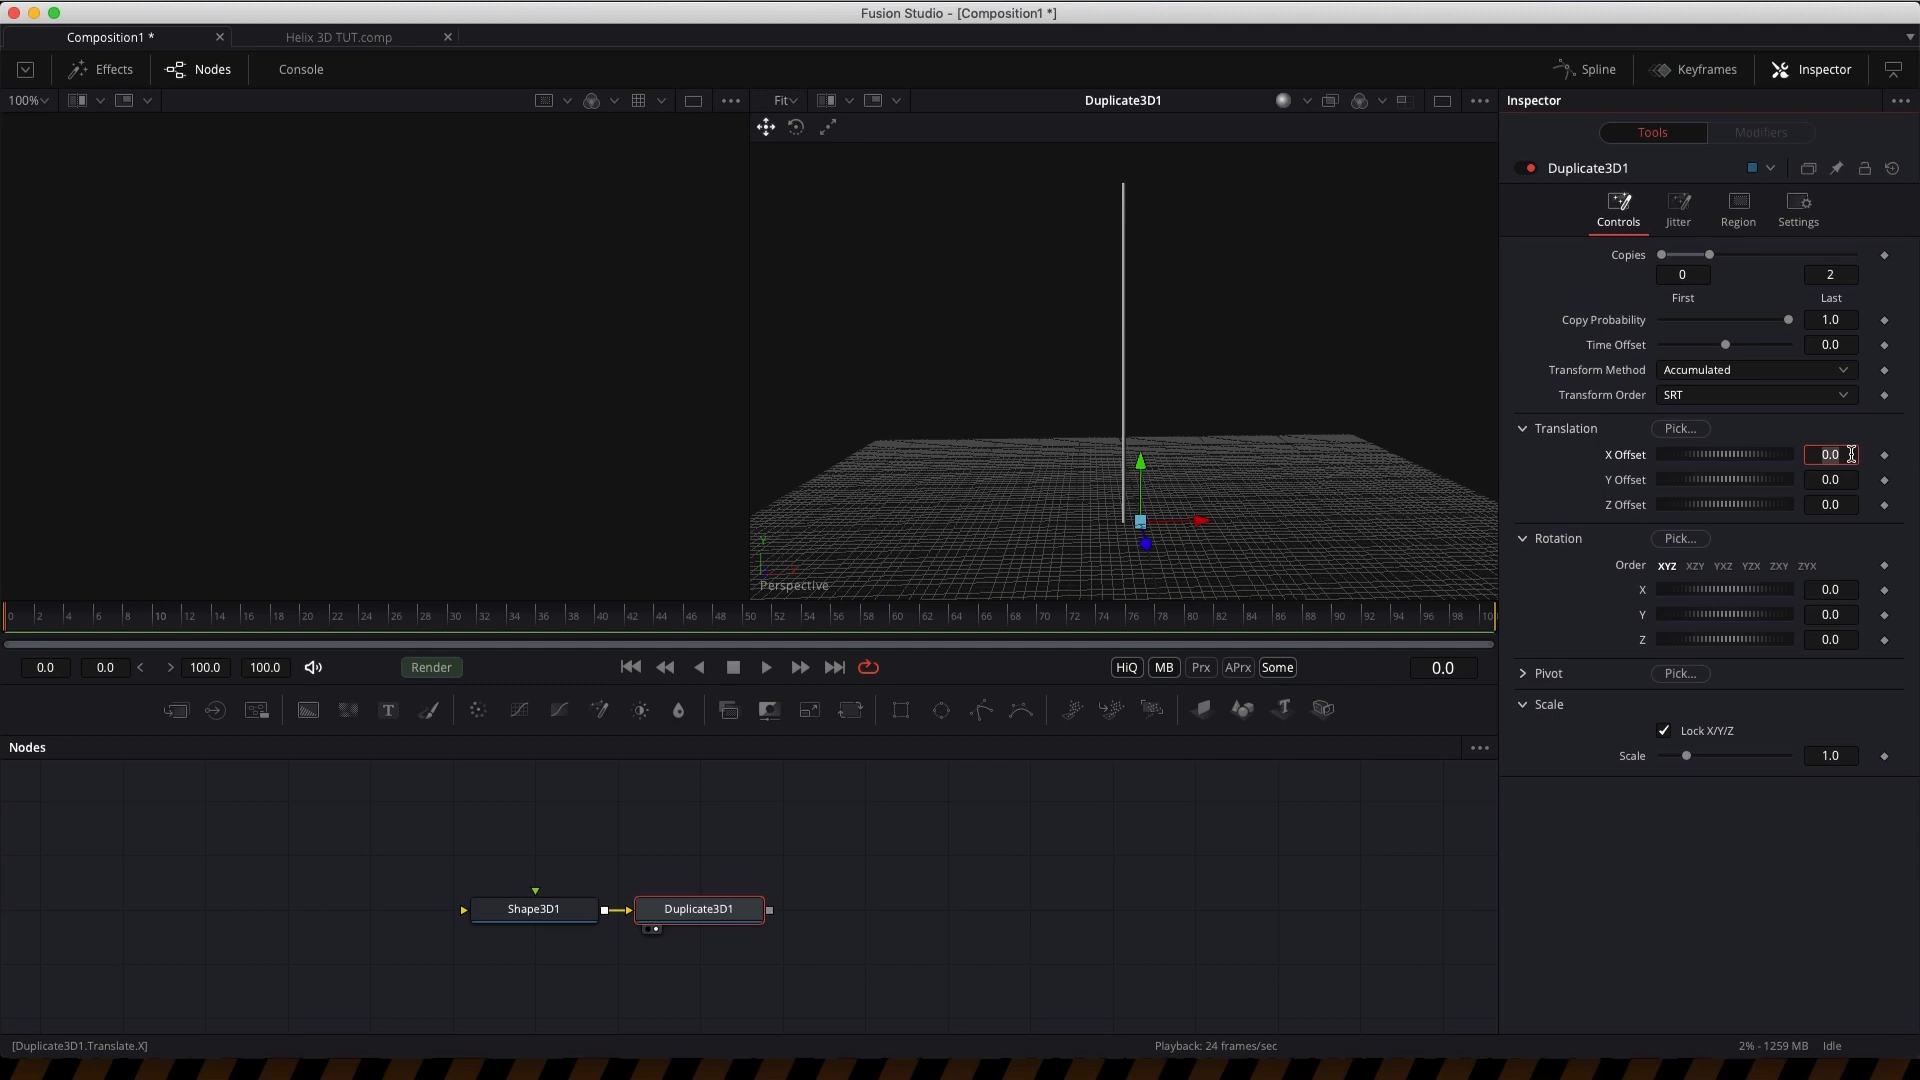 Fusion Studio - [Composition1 *]
Composition1 *
Helix 3D TUT.comp
Effects
Nodes
Console
Spline
Keyframes
Inspector
100%
Fit
Duplicate3D1
Inspector
Tools
Modifiers
Duplicate3D1
Controls
Jitter
Region
Settings
Copies
0
2
First
Last
Copy Probability
1.0
Time Offset
0.0
Transform Method
Accumulated
Transform Order
SRT
Translation
Pick...
X Offset
0.0
Y Offset
0.0
Z Offset
0.0
Rotation
Pick...
Order
XYZ XZY YXZ YZX ZXY ZYX
X
0.0
Y
0.0
Z
0.0
Pivot
Pick...
Scale
Lock X/Y/Z
Scale
1.0
Y
Perspective
0 2 4 6 8 10 12 14 16 18 20 22 24 26 28 30 32 34 36 38 40 42 44 46 48 50 52 54 56 58 60 62 64 66 68 70 72 74 76 78 80 82 84 86 88 90 92 94 96 98 10
0.0
0.0
100.0
100.0
Render
HiQ
MB
Prx
APrx
Some
0.0
T
T
Nodes
Shape3D1
Duplicate3D1
[Duplicate3D1.Translate.X]
Playback: 24 frames/sec
2% - 1259 MB
Idle